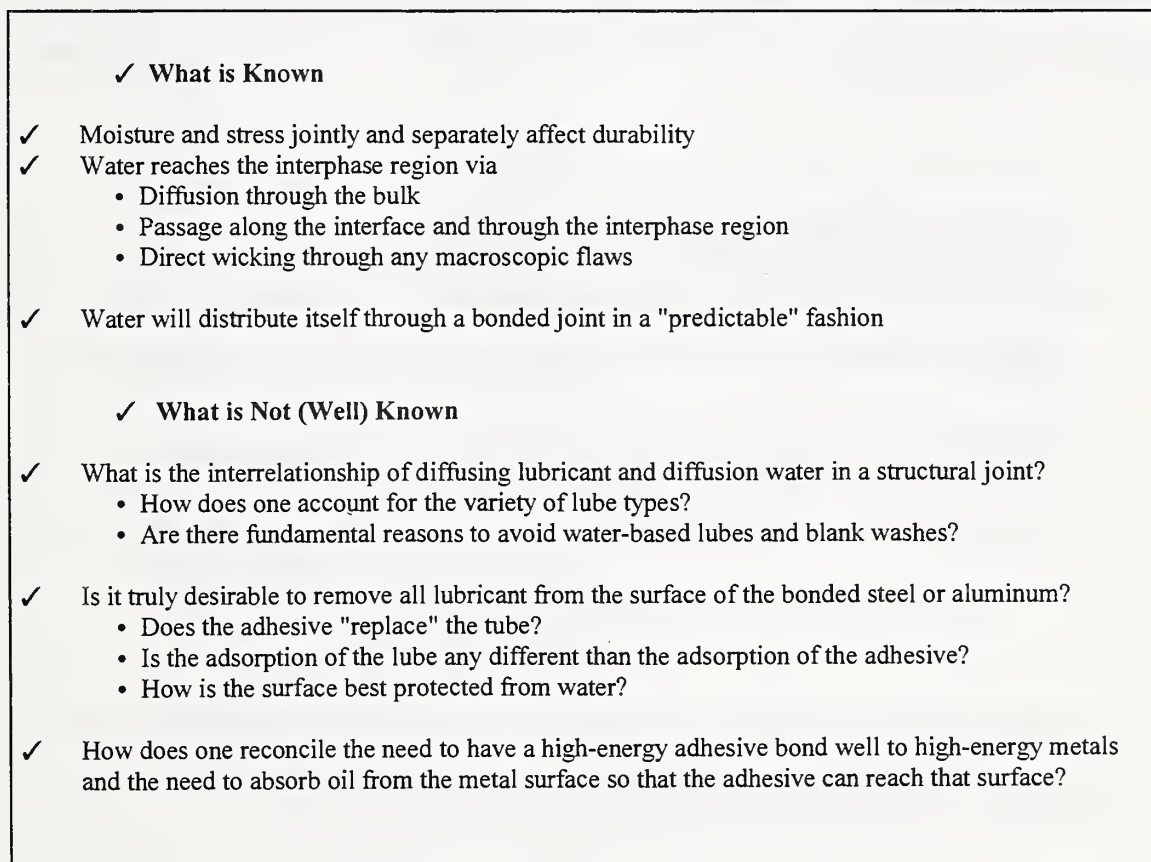 ✓ What is Known
✓ Moisture and stress jointly and separately affect durability
✓ Water reaches the interphase region via
• Diffusion through the bulk
• Passage along the interface and through the interphase region
• Direct wicking through any macroscopic flaws
✓ Water will distribute itself through a bonded joint in a "predictable" fashion
✓ What is Not (Well) Known
✓ What is the interrelationship of diffusing lubricant and diffusion water in a structural joint?
• How does one account for the variety of lube types?
• Are there fundamental reasons to avoid water-based lubes and blank washes?
✓ Is it truly desirable to remove all lubricant from the surface of the bonded steel or aluminum?
• Does the adhesive "replace" the tube?
• Is the adsorption of the lube any different than the adsorption of the adhesive?
• How is the surface best protected from water?
✓ How does one reconcile the need to have a high-energy adhesive bond well to high-energy metals
and the need to absorb oil from the metal surface so that the adhesive can reach that surface?